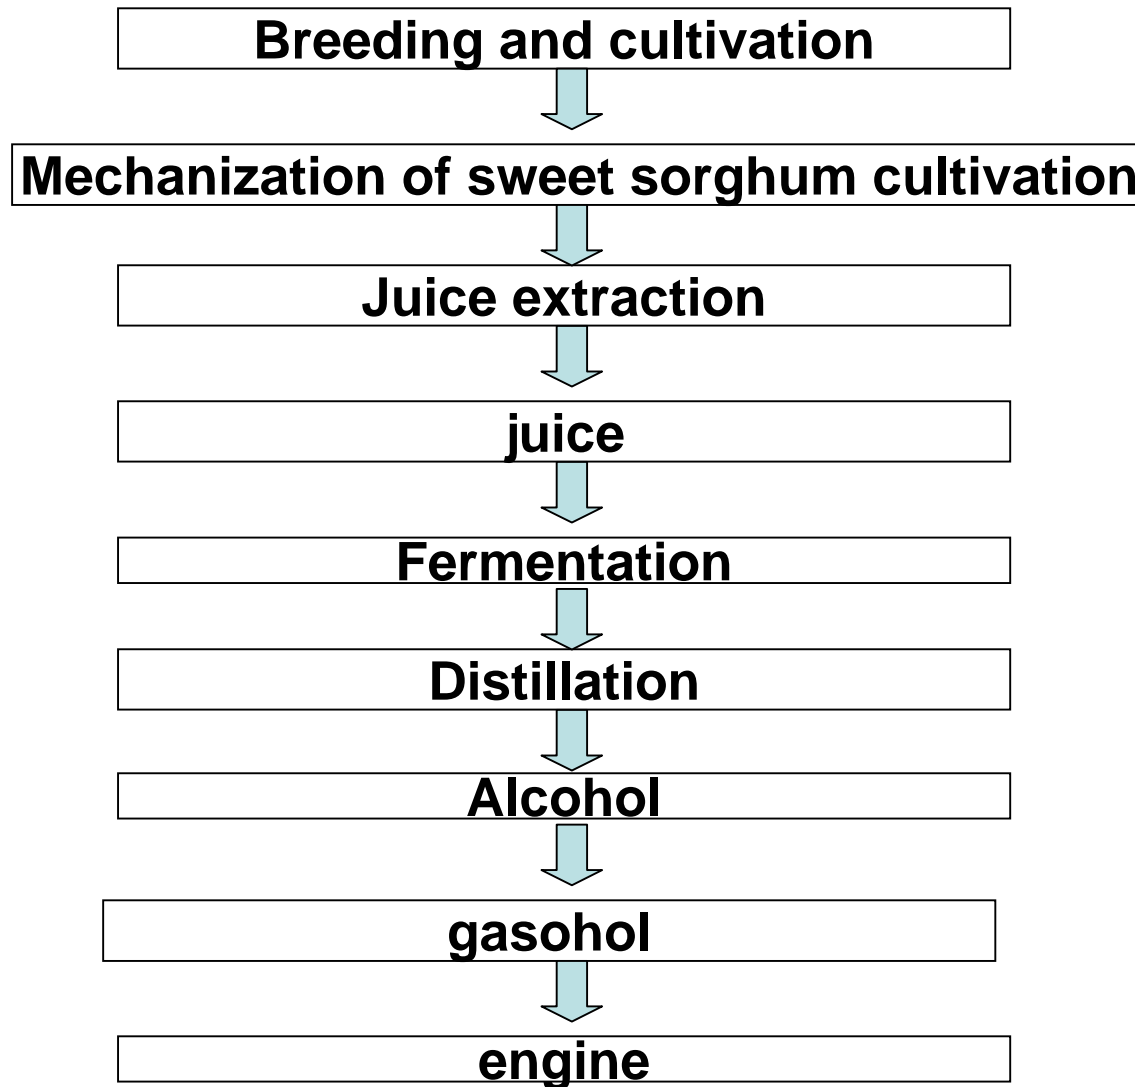 Breeding and cultivation
Mechanization of sweet sorghum cultivation
Juice extraction
juice
Fermentation
Distillation
Alcohol
gasohol
engine